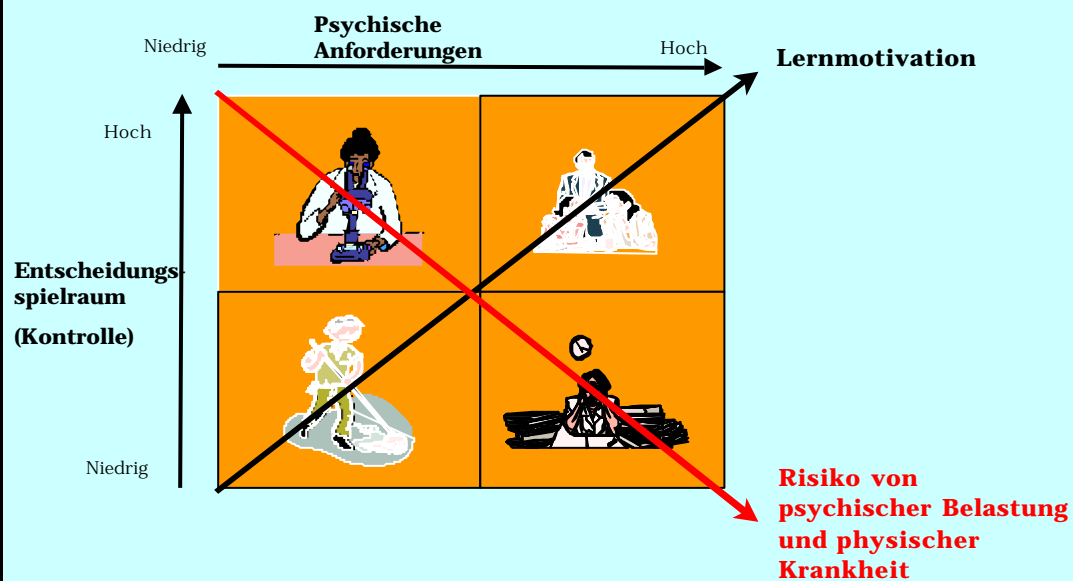 Psychische
Anforderungen
Niedrig
Hoch
Lernmotivation
Hoch
Entscheidungs-
spielraum
(Kontrolle)
Niedrig
Risiko von
psychischer Belastung
und physischer
Krankheit